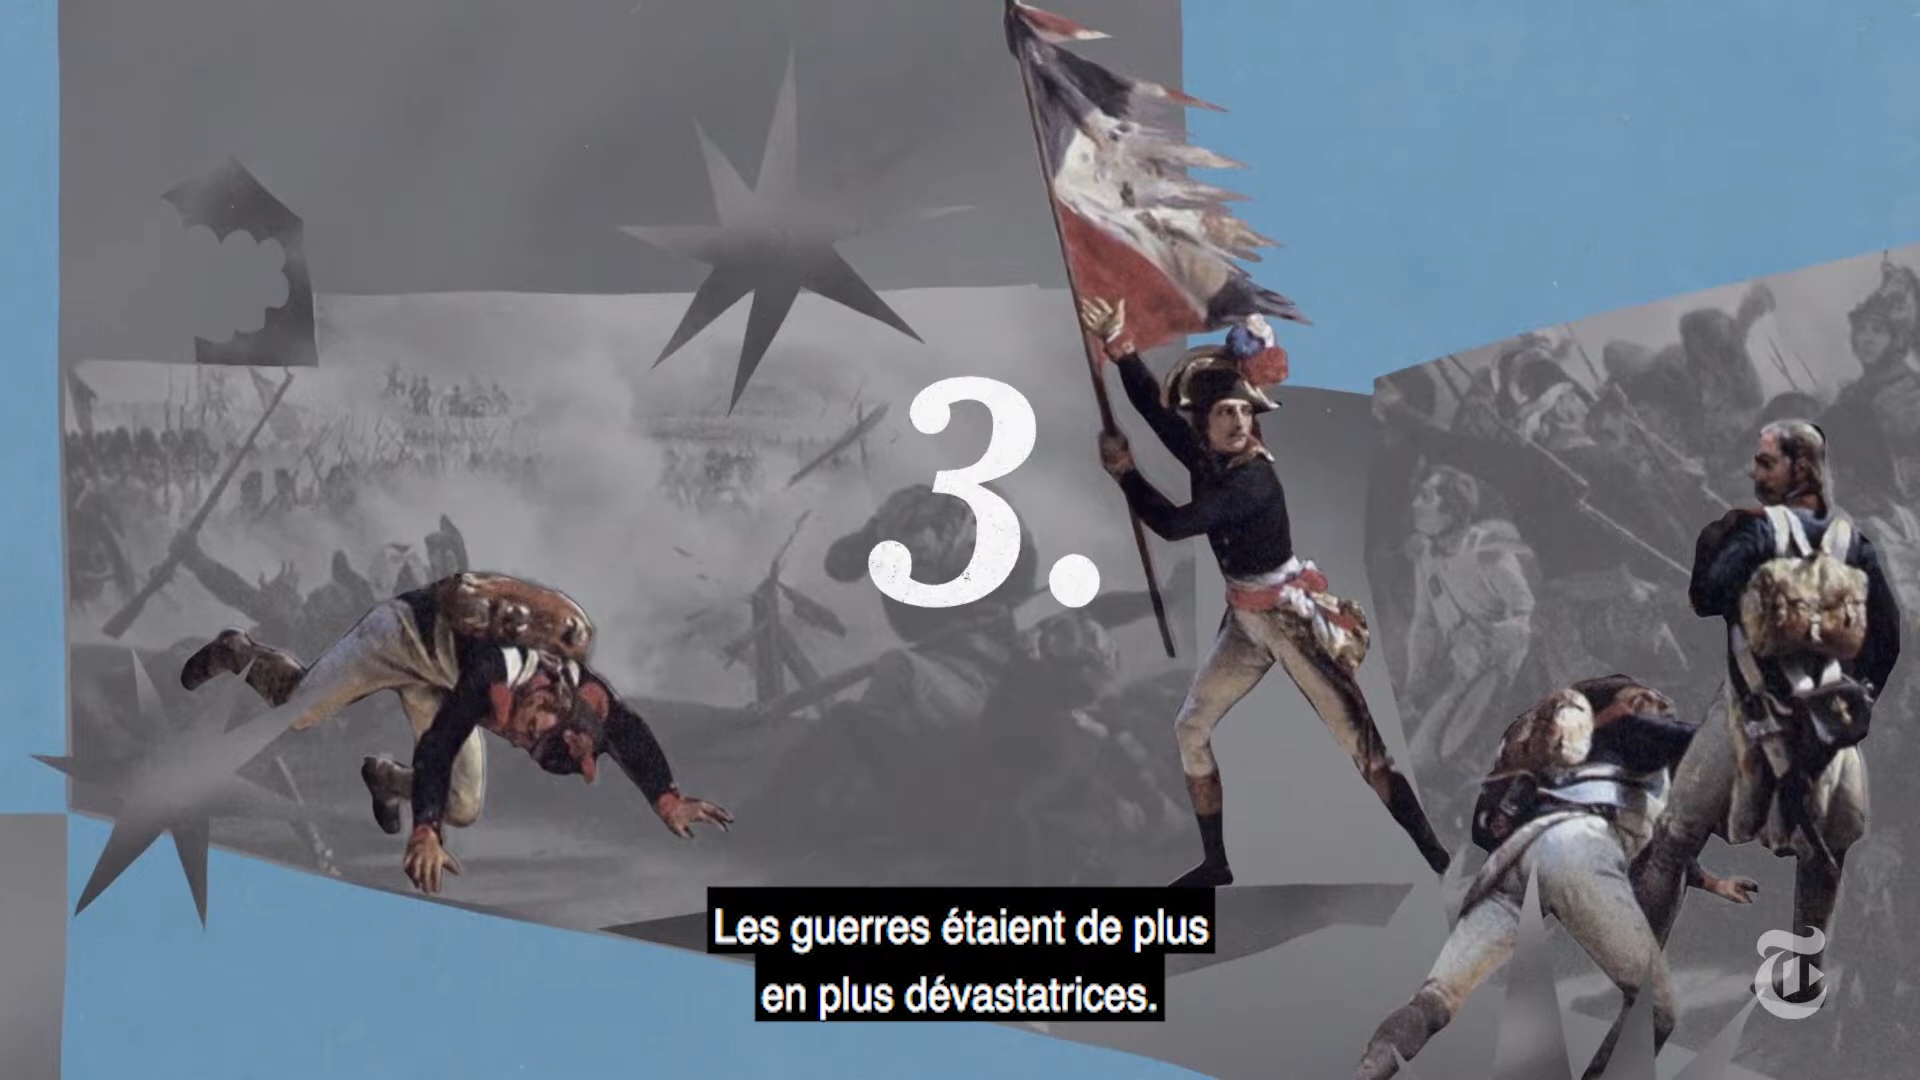 3.
Les guerres étaient de plus
en plus dévastatrices.
T